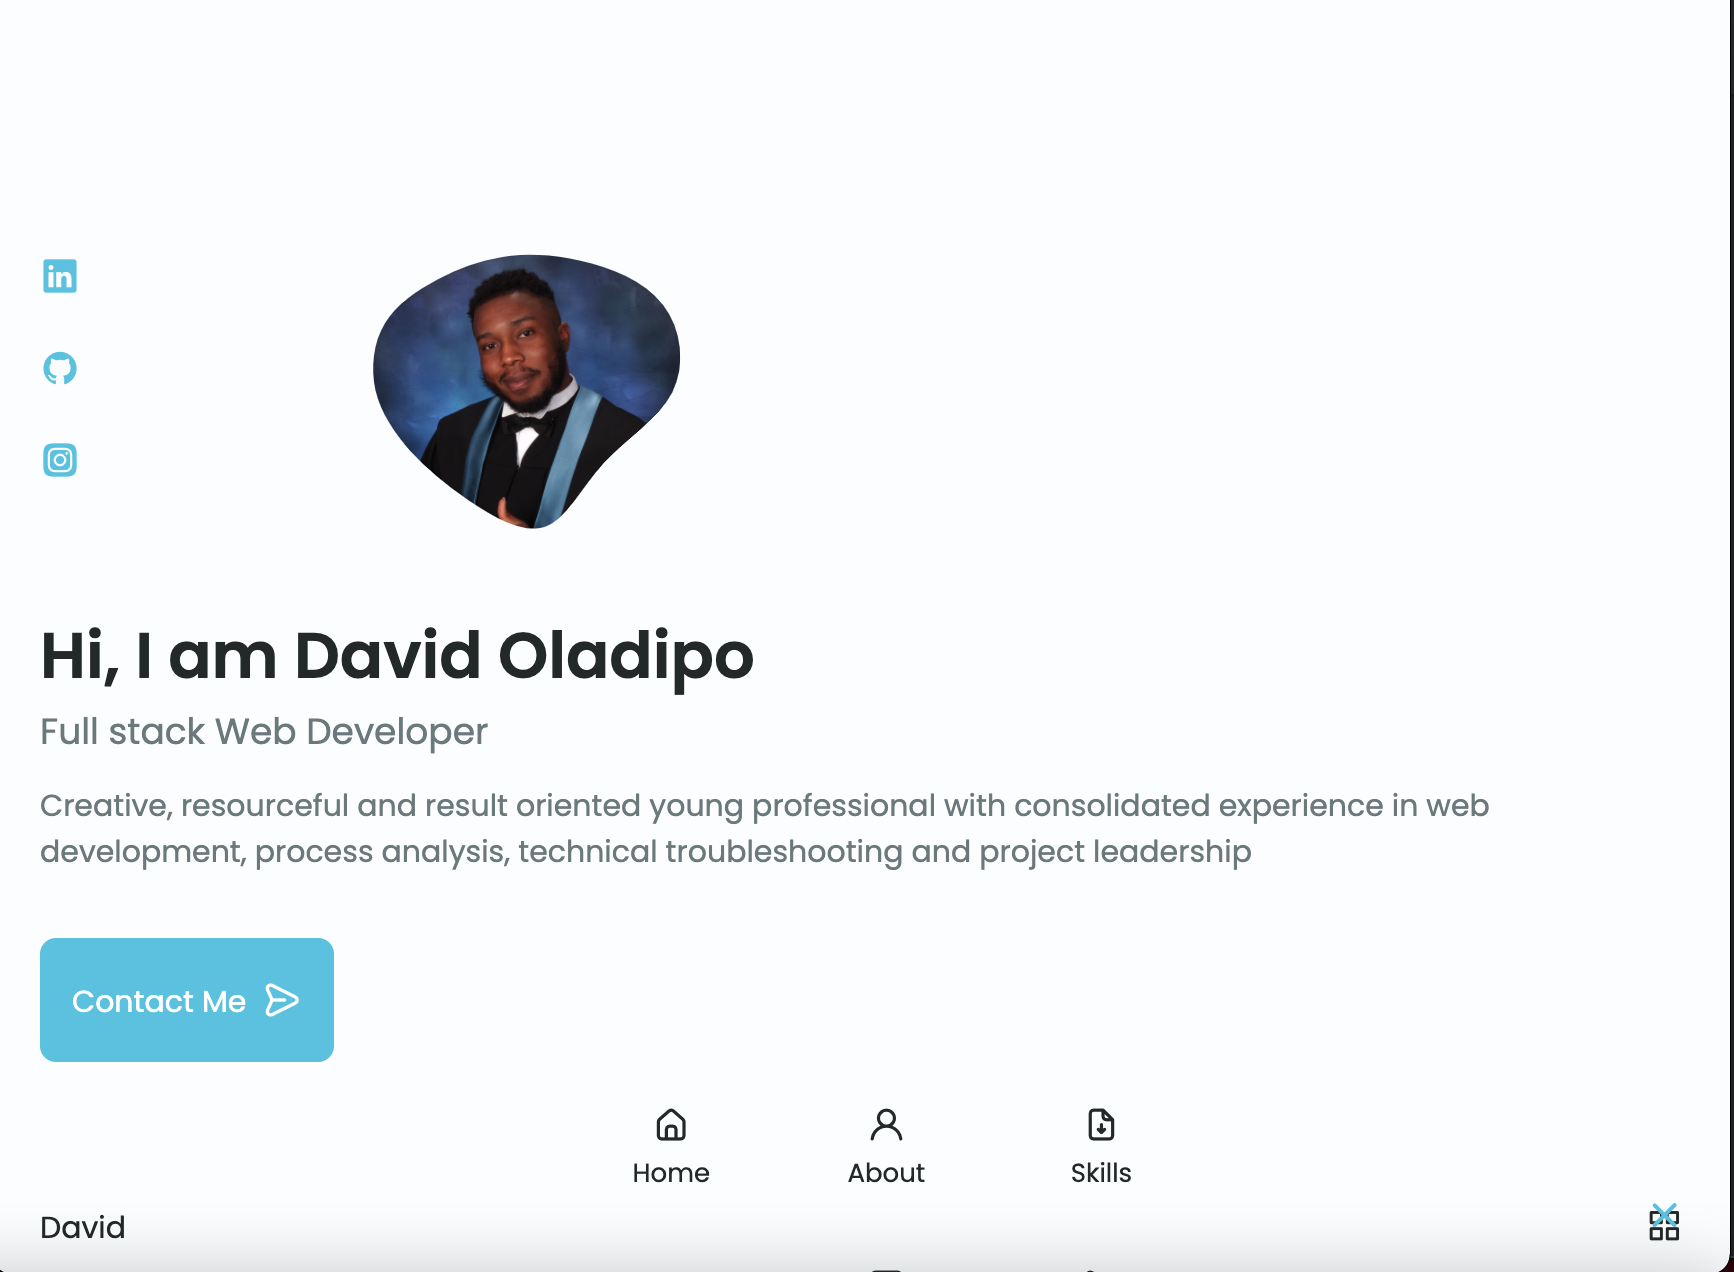 in
Hi, I am David Oladipo
Full stack Web Developer
Creative, resourceful and result oriented young professional with consolidated experience in web
development, process analysis, technical troubleshooting and project leadership
Contact Me
Home About Skills
David